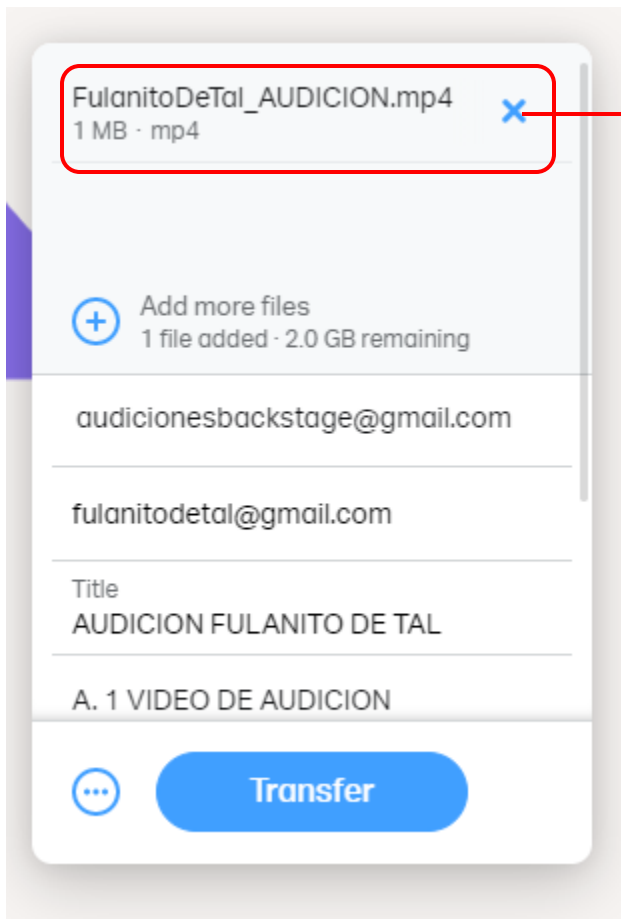 FulanitoDeTal_AUDICION.mp4
1 MB · mp4
Add more files
1 file added · 2.0 GB remaining
audicionesbackstage@gmail.com
fulanitodetal@gmail.com
Title
AUDICION FULANITO DE TAL
A. 1 VIDEO DE AUDICION
Transfer